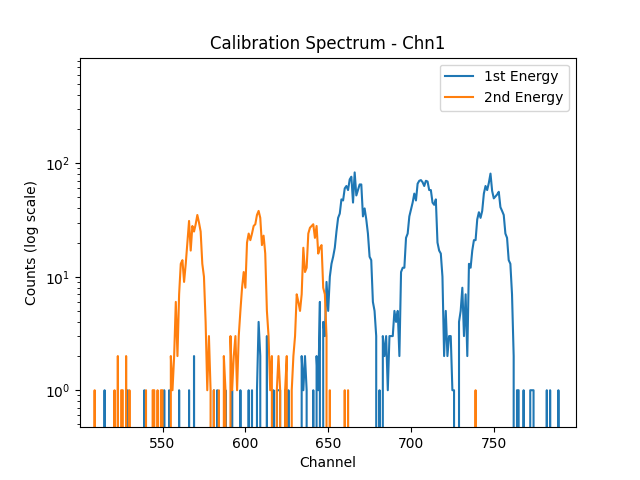 Calibration Spectrum - Chn1
1st Energy
2nd Energy
Counts (log scale)
10²
10¹
10⁰
550
600
650
700
750
Channel